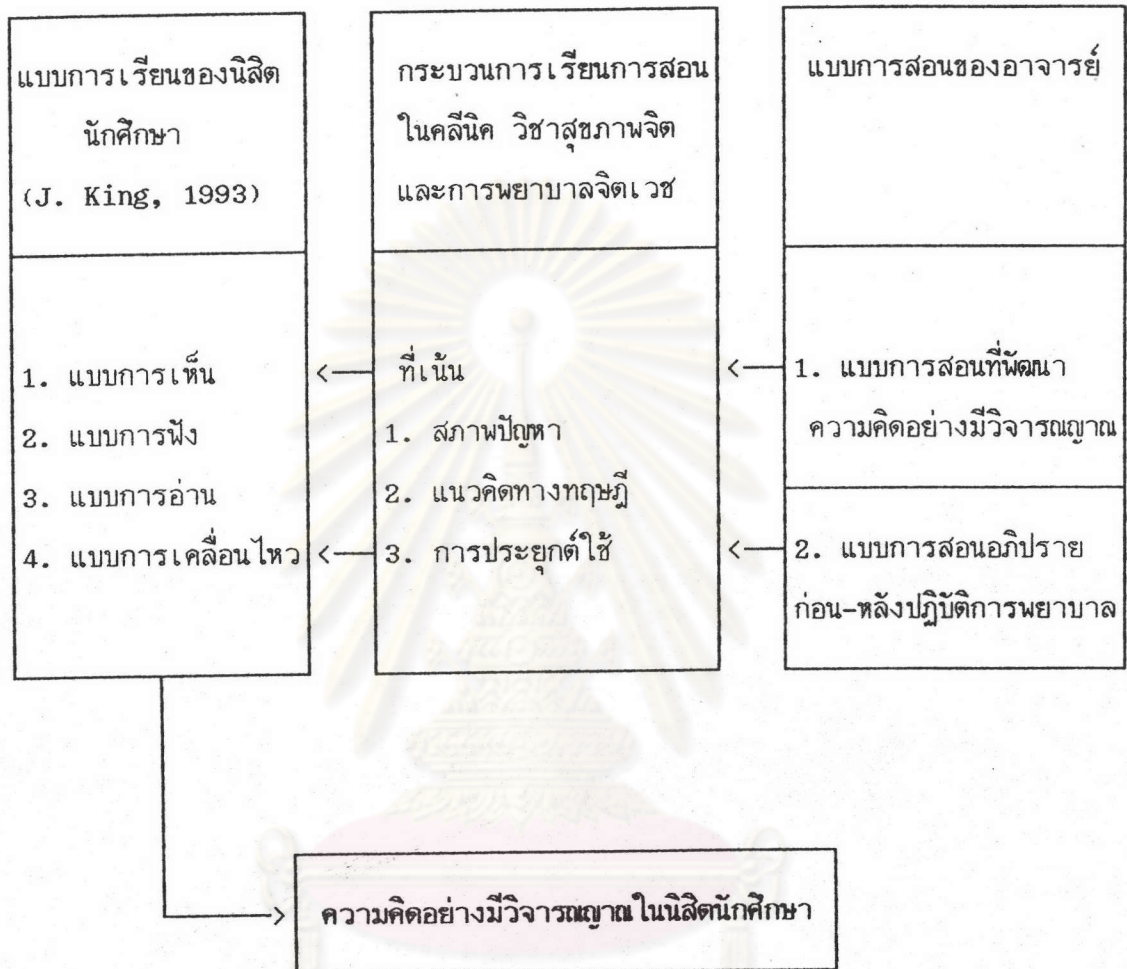 แบบการเรียนของนิสิต
นักศึกษา
(J. King, 1993)
1. แบบการเห็น
2. แบบการฟัง
3. แบบการอ่าน
4. แบบการเคลื่อนไหว
กระบวนการเรียนการสอน
ในคลีนิค วิชาสุขภาพจิต
และการพยาบาลจิตเวช
ที่เน้น
1. สภาพปัญหา
2. แนวคิดทางทฤษฎี
3. การประยุกต์ใช้
แบบการสอนของอาจารย์
1. แบบการสอนที่พัฒนา
ความคิดอย่างมีวิจารณญาณ
2. แบบการสอนอภิปราย
ก่อน-หลังปฏิบัติการพยาบาล
ความคิดอย่างมีวิจารณญาณในนิสิตนักศึกษา